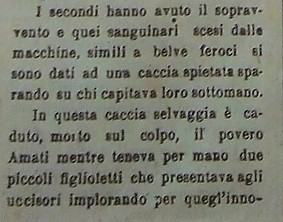 I secondi hanno avuto il soprav-
vento e quei sanguinari scesi dalle
macchine, simili a belve feroci si
sono dati ad una caccia spietata spa-
rando su chi capitava loro sottomano.
In questa caccia selvaggia è ca-
duto, morto sul colpo, il povero
Amati mentre teneva per mano due
piccoli figlioletti che presentava agli
uccisori implorando per quegl'inno-